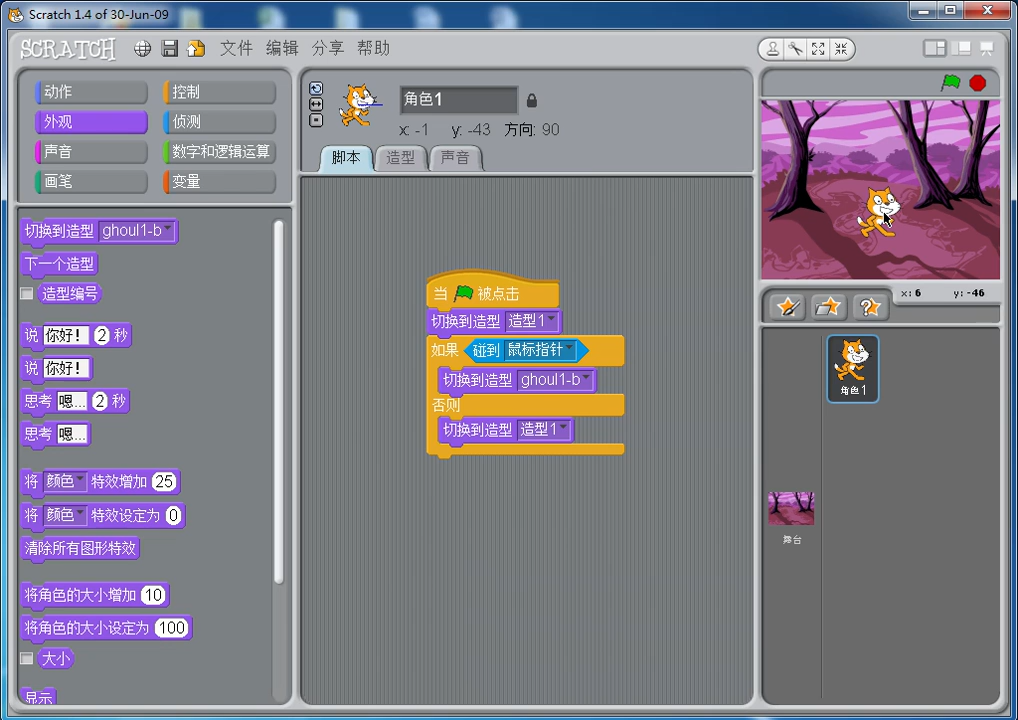 Scratch 1.4 of 30-Jun-09
SCRATCH 文件 编辑 分享 帮助
动作 控制
外观 侦测
声音 数字和逻辑运算
画笔 变量
角色1
x: -1 y: -43 方向: 90
脚本 造型 声音
切换到造型 ghoul1-b
下一个造型
造型编号
说 你好! 2 秒
说 你好!
思考 嗯... 2 秒
思考 嗯...
将 颜色 特效增加 25
将 颜色 特效设定为 0
清除所有图形特效
将角色的大小增加 10
将角色的大小设定为 100
大小
显示
当 被点击
切换到造型 造型1
如果 碰到 鼠标指针
切换到造型 ghoul1-b
否则
切换到造型 造型1
x: 6 y: -46
角色1
舞台